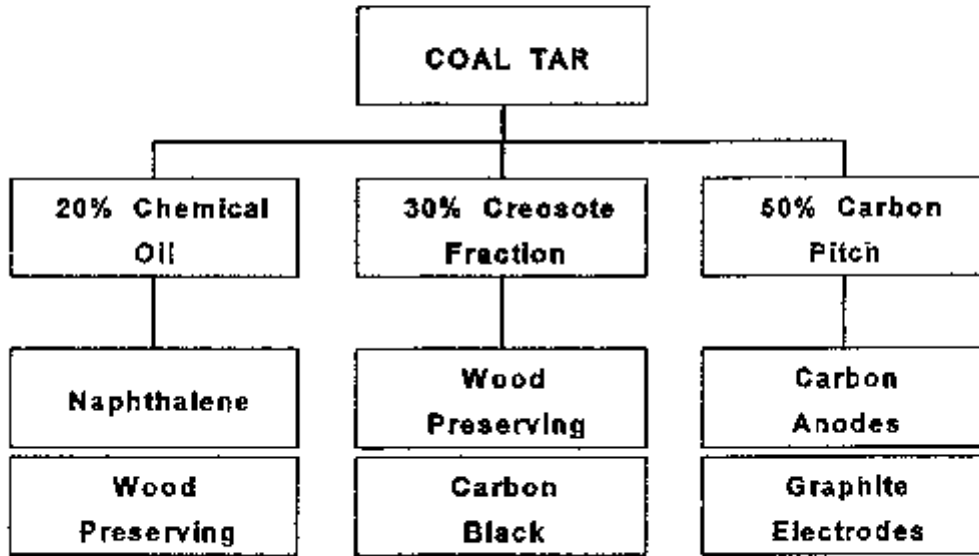 COAL TAR
20% Chemical
Oil
30% Creosote
Fraction
50% Carbon
Pitch
Naphthalene
Wood
Preserving
Carbon
Anodes
Wood
Preserving
Carbon
Black
Graphite
Electrodes